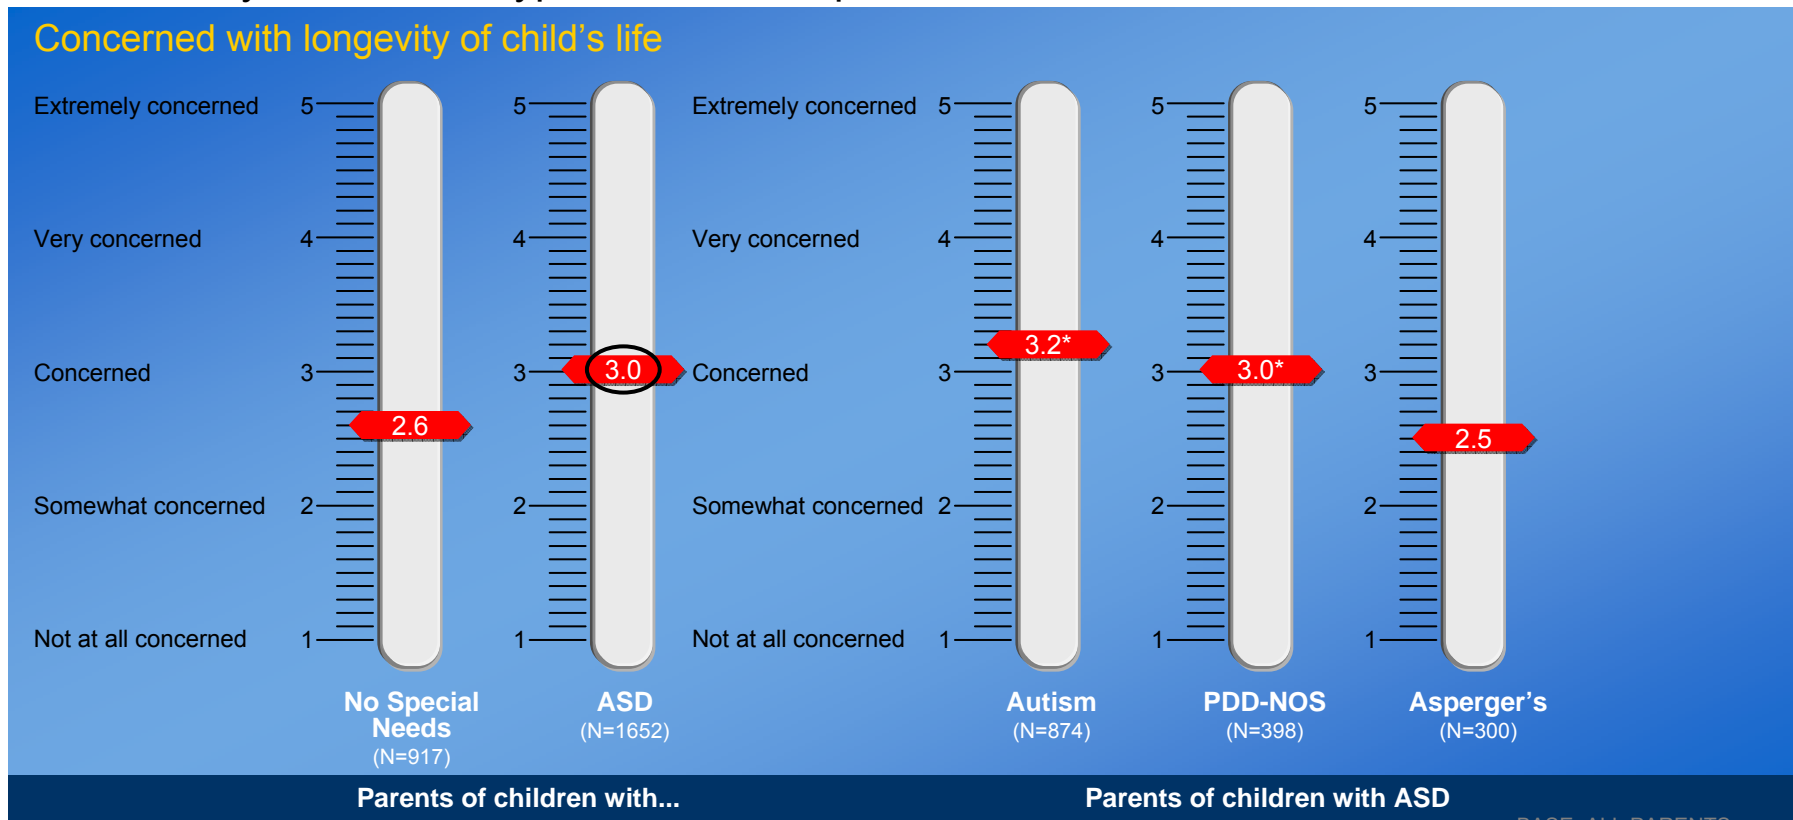 Concerned with longevity of child's life
Extremely concerned 5 5 Extremely concerned 5 5 5
Very concerned 4 4 Very concerned 4 4 4
3.2*
Concerned 3 3 3.0 Concerned 3 3 3.0* 3
2.6
2.5
Somewhat concerned 2 2 Somewhat concerned 2 2 2
Not at all concerned 1 1 Not at all concerned 1 1 1
No Special ASD Autism PDD-NOS Asperger's
Needs (N=1652) (N=874) (N=398) (N=300)
(N=917)
Parents of children with... Parents of children with ASD